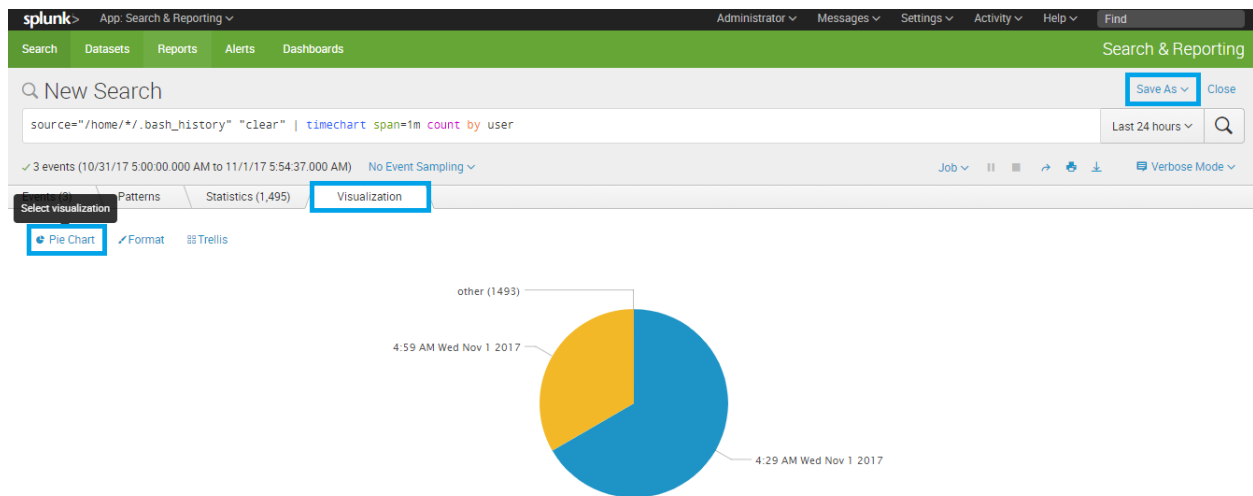 splunk> App: Search & Reporting Administrator Messages Settings Activity Help Find
Search Datasets Reports Alerts Dashboards Search & Reporting
New Search Save As Close
source="/home/*/.bash_history" "clear" | timechart span=1m count by user Last 24 hours
3 events (10/31/17 5:00:00.000 AM to 11/1/17 5:54:37.000 AM) No Event Sampling Job Verbose Mode
Events (3) Patterns Statistics (1,495) Visualization
Select visualization
Pie Chart Format Trellis
other (1493)
4:59 AM Wed Nov 1 2017
4:29 AM Wed Nov 1 2017